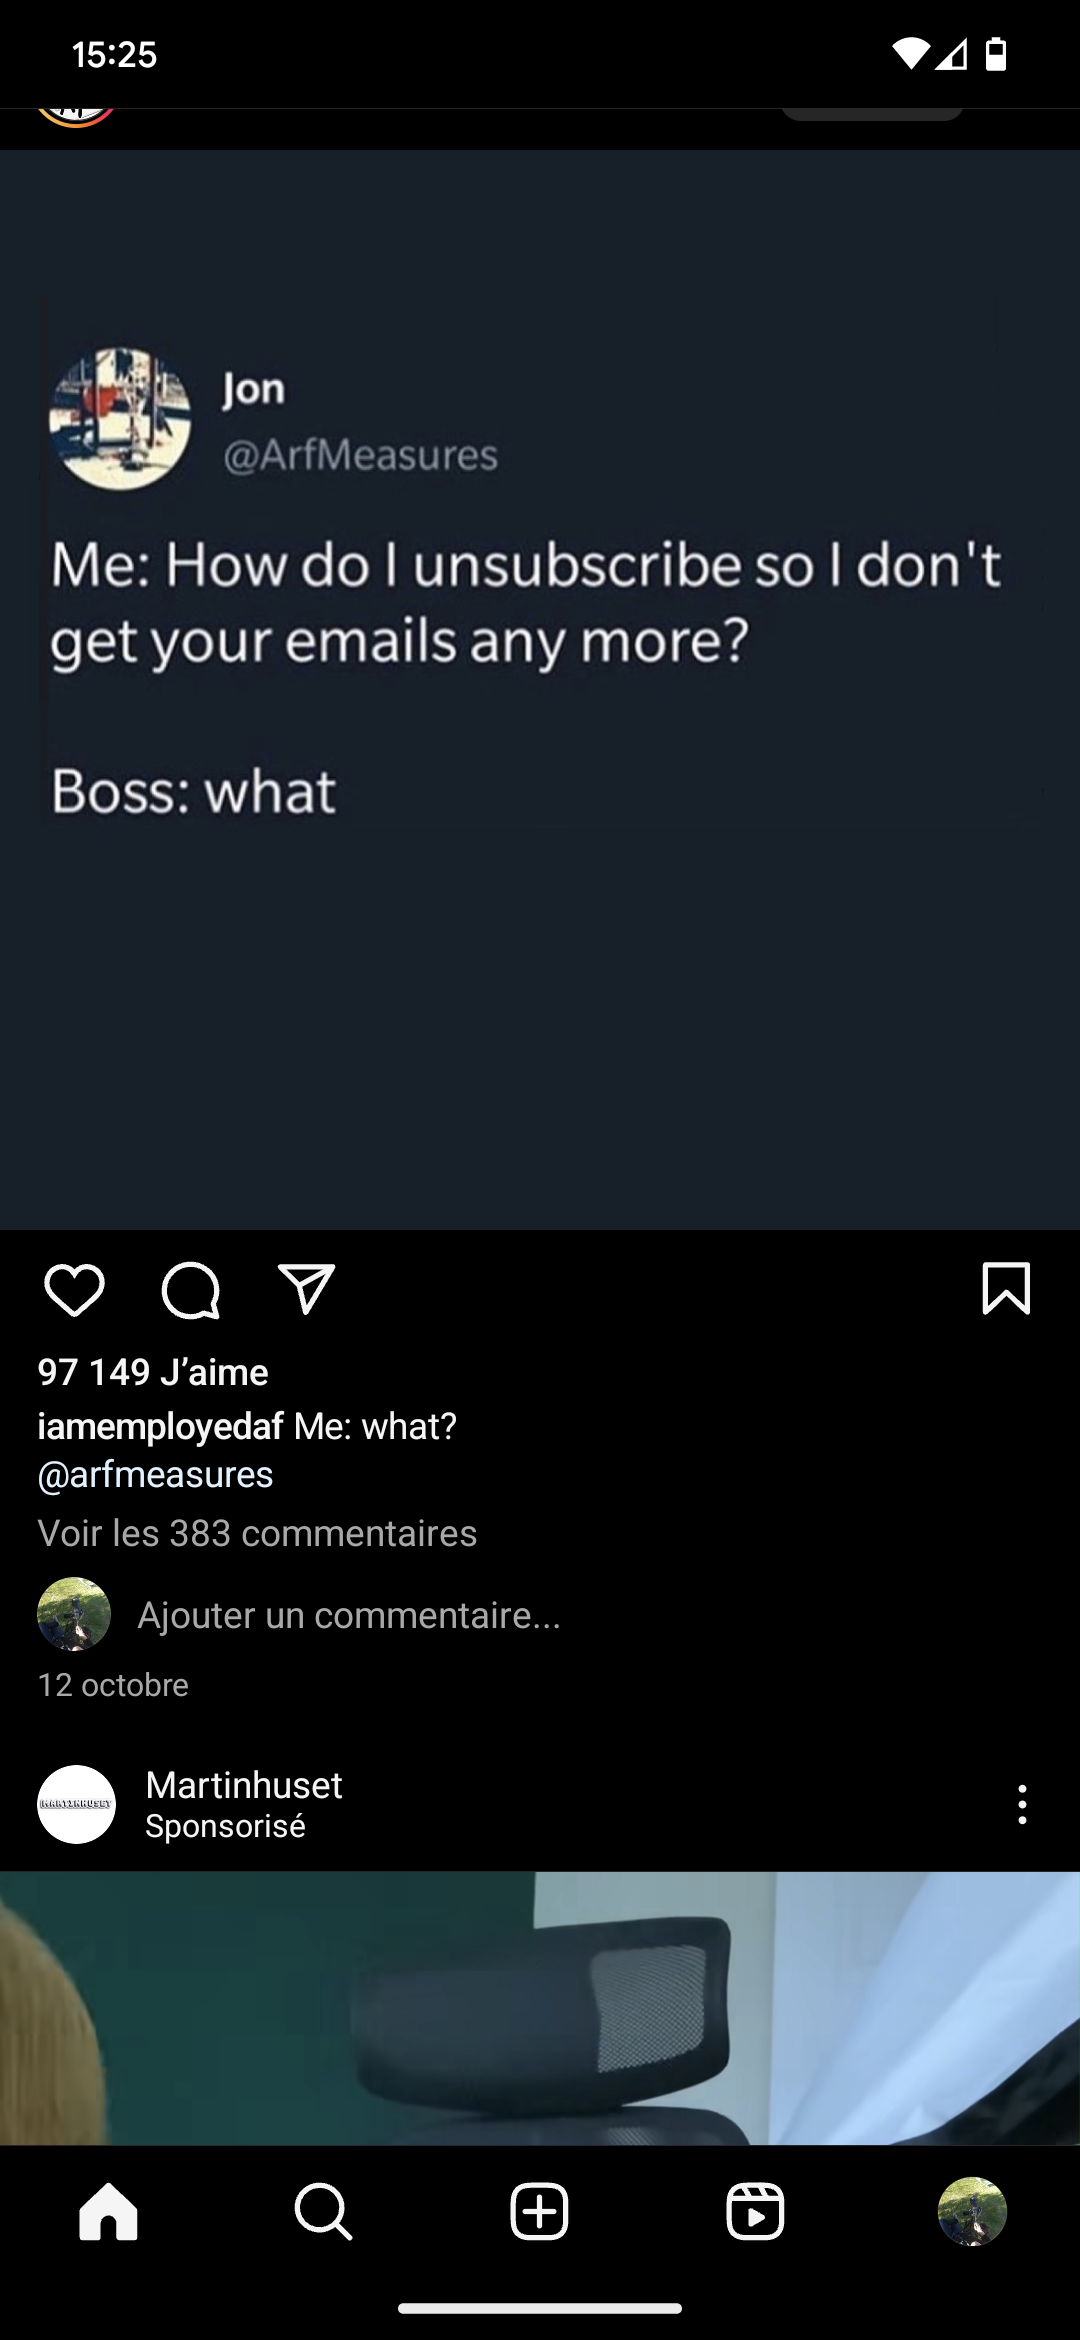 15:25
Jon
@ArfMeasures
Me: How do I unsubscribe so I don't
get your emails any more?
Boss: what
97 149 J’aime
iamemployedaf Me: what?
@arfmeasures
Voir les 383 commentaires
Ajouter un commentaire...
12 octobre
MARTINHUSET
Martinhuset
Sponsorisé